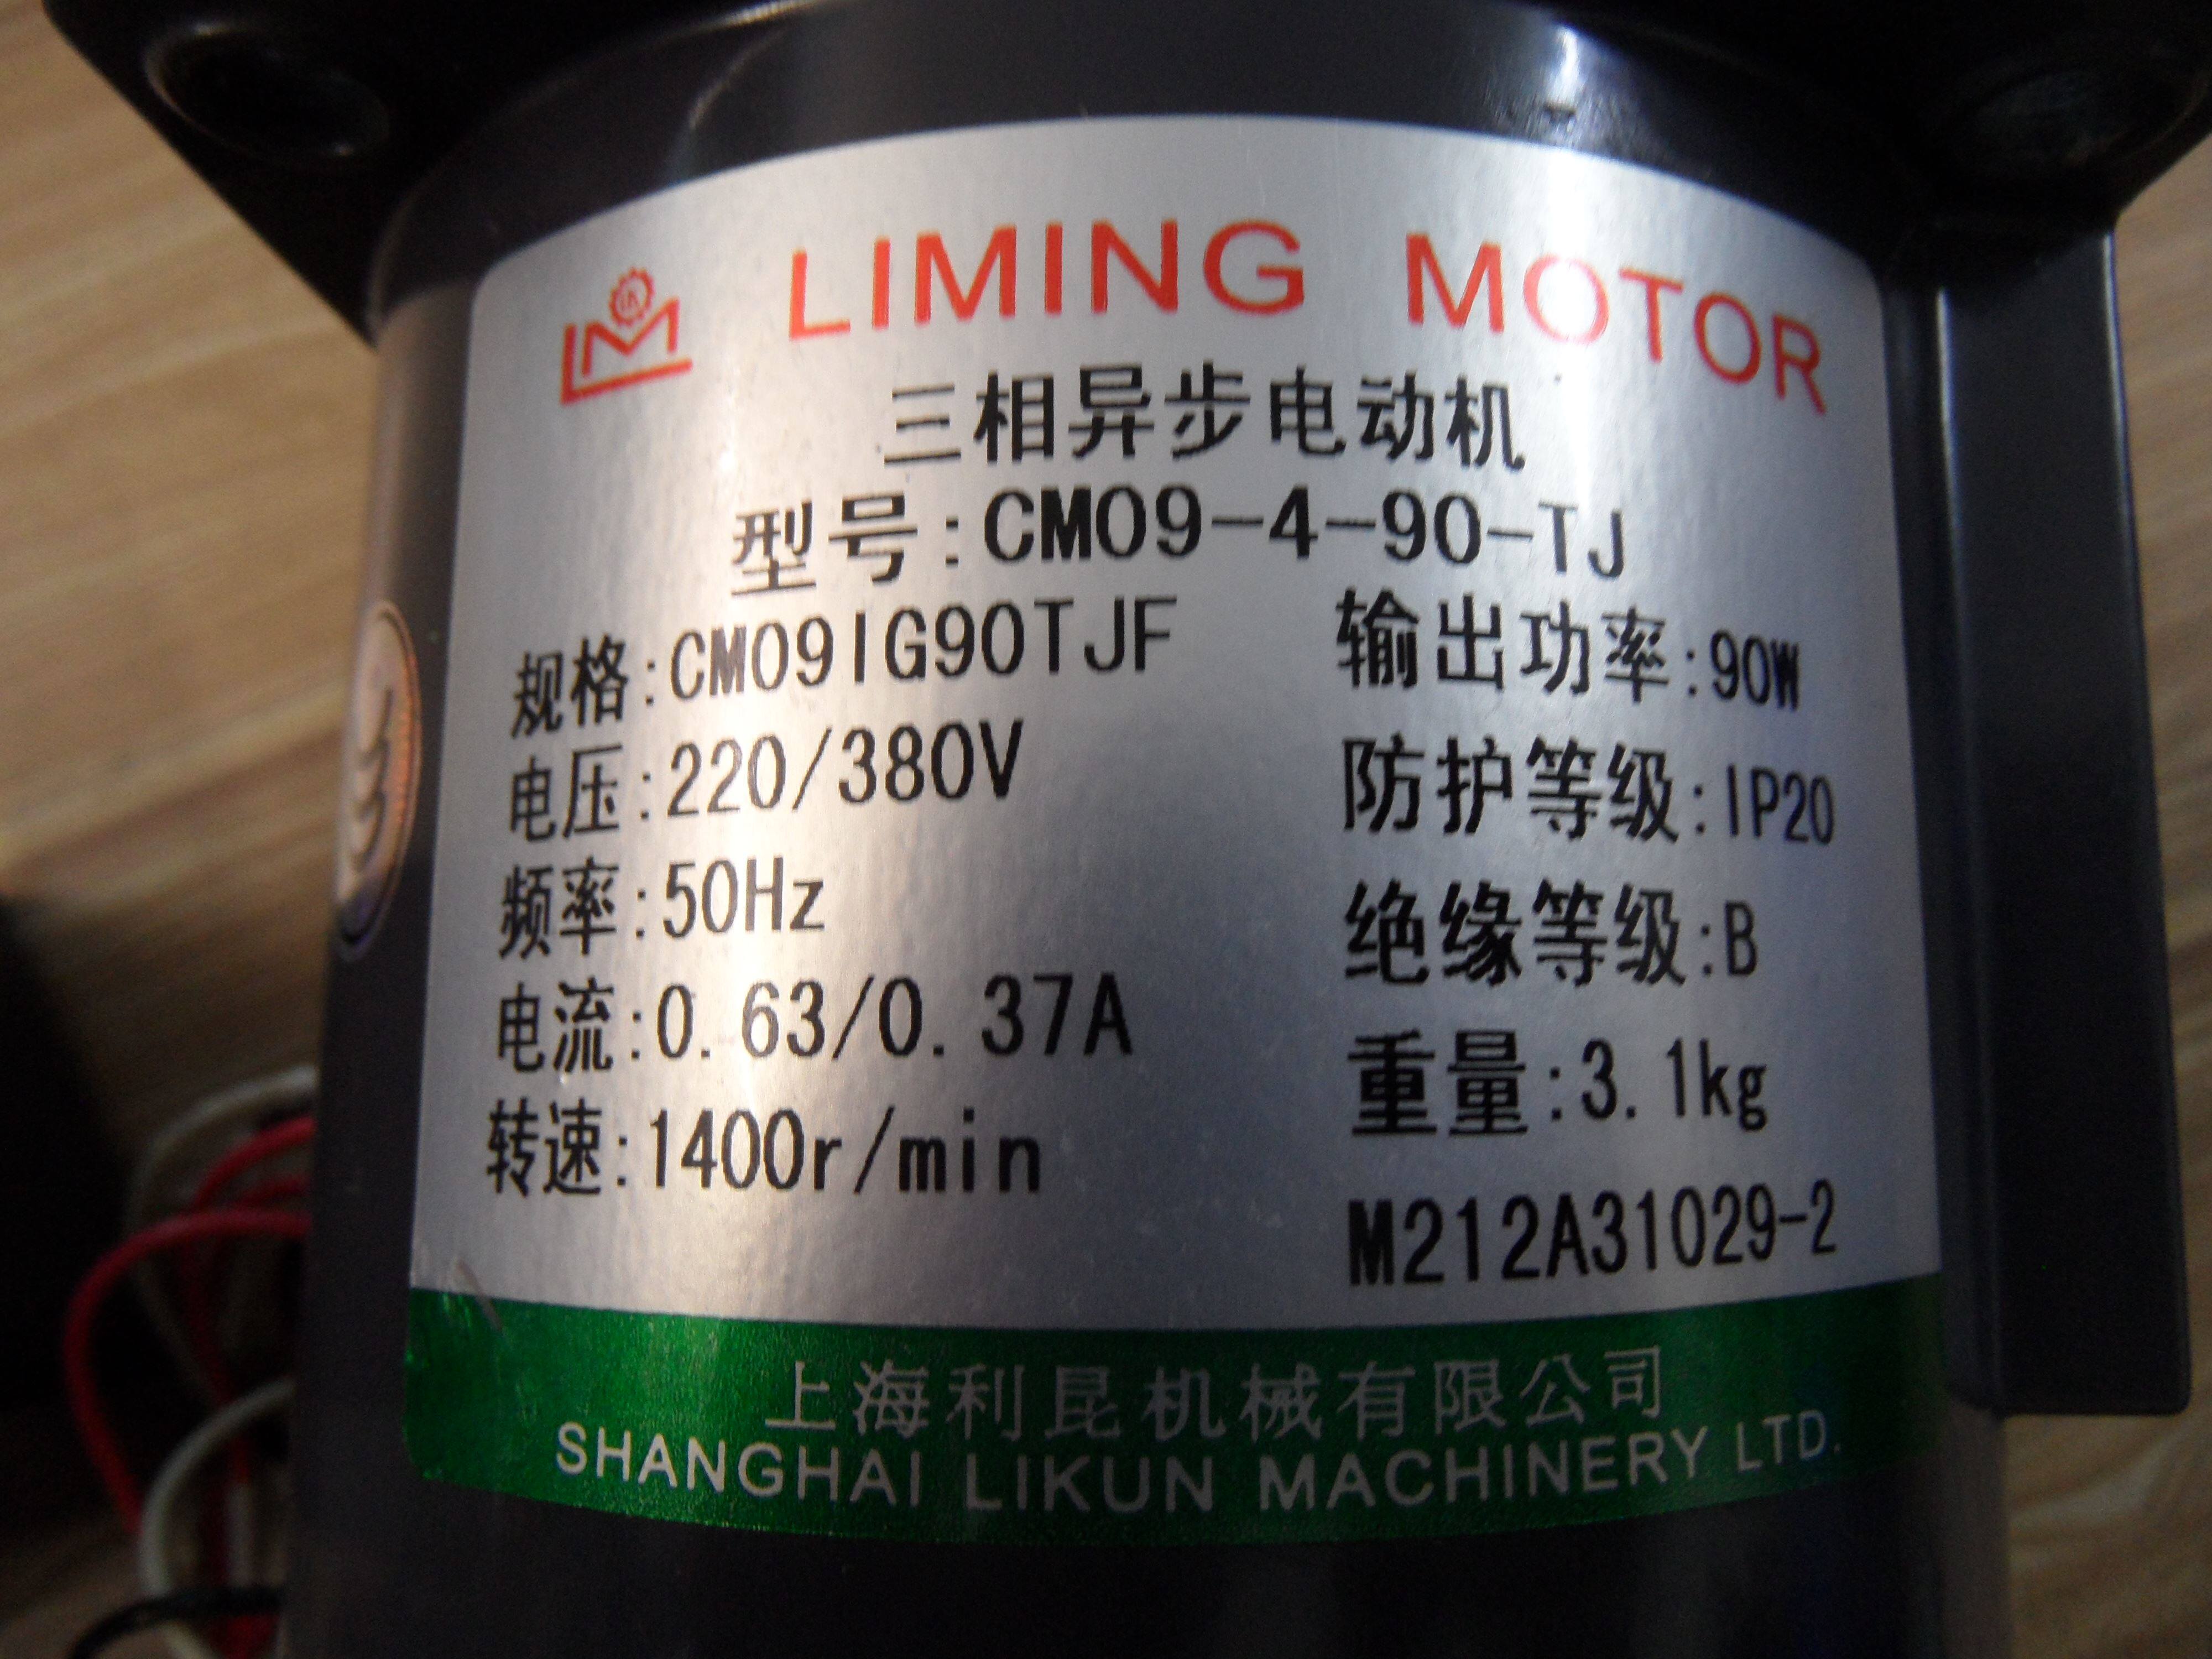 LK
LM
LIMING MOTOR
三相异步电动机
型号:CM09-4-90-TJ
规格:CM09IG90TJF
输出功率:90W
电压:220/380V
防护等级:IP20
频率:50Hz
绝缘等级:B
电流:0.63/0.37A
重量:3.1kg
转速:1400r/min
M212A31029-2
上海利昆机械有限公司
SHANGHAI LIKUN MACHINERY LTD.